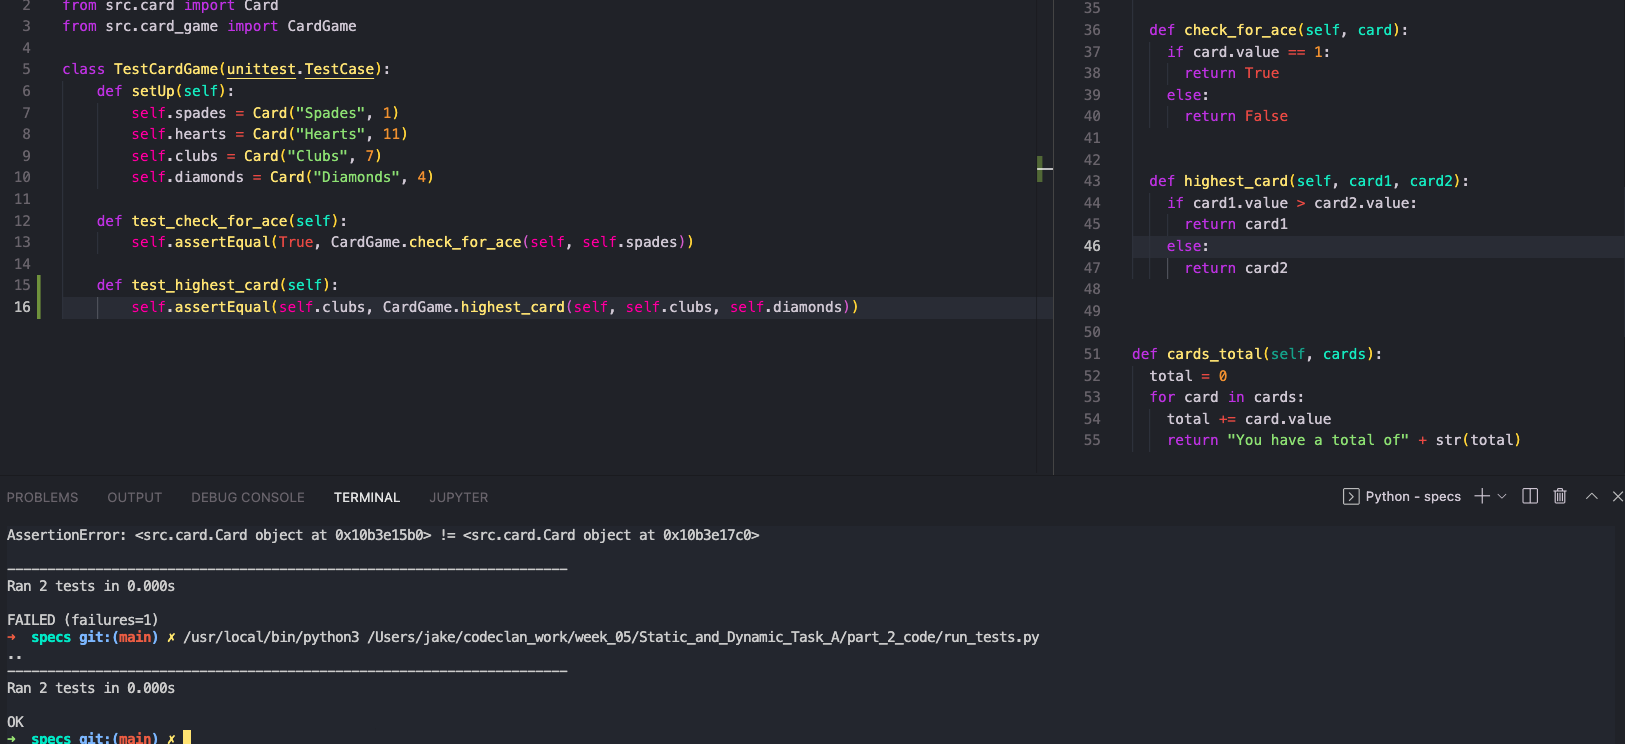 2 from src.card import Card
3 from src.card_game import CardGame
4
5 class TestCardGame(unittest.TestCase):
6 def setUp(self):
7 self.spades = Card("Spades", 1)
8 self.hearts = Card("Hearts", 11)
9 self.clubs = Card("Clubs", 7)
10 self.diamonds = Card("Diamonds", 4)
11
12 def test_check_for_ace(self):
13 self.assertEqual(True, CardGame.check_for_ace(self, self.spades))
14
15 def test_highest_card(self):
16 self.assertEqual(self.clubs, CardGame.highest_card(self, self.clubs, self.diamonds))
35
36 def check_for_ace(self, card):
37 if card.value == 1:
38 return True
39 else:
40 return False
41
42
43 def highest_card(self, card1, card2):
44 if card1.value > card2.value:
45 return card1
46 else:
47 return card2
48
49
50
51 def cards_total(self, cards):
52 total = 0
53 for card in cards:
54 total += card.value
55 return "You have a total of" + str(total)
PROBLEMS OUTPUT DEBUG CONSOLE TERMINAL JUPYTER Python - specs
AssertionError: <src.card.Card object at 0x10b3e15b0> != <src.card.Card object at 0x10b3e17c0>
----------------------------------------------------------------------
Ran 2 tests in 0.000s
FAILED (failures=1)
➜ specs git:(main) ✗ /usr/local/bin/python3 /Users/jake/codeclan_work/week_05/Static_and_Dynamic_Task_A/part_2_code/run_tests.py
..
----------------------------------------------------------------------
Ran 2 tests in 0.000s
OK
➜ specs git:(main) ✗